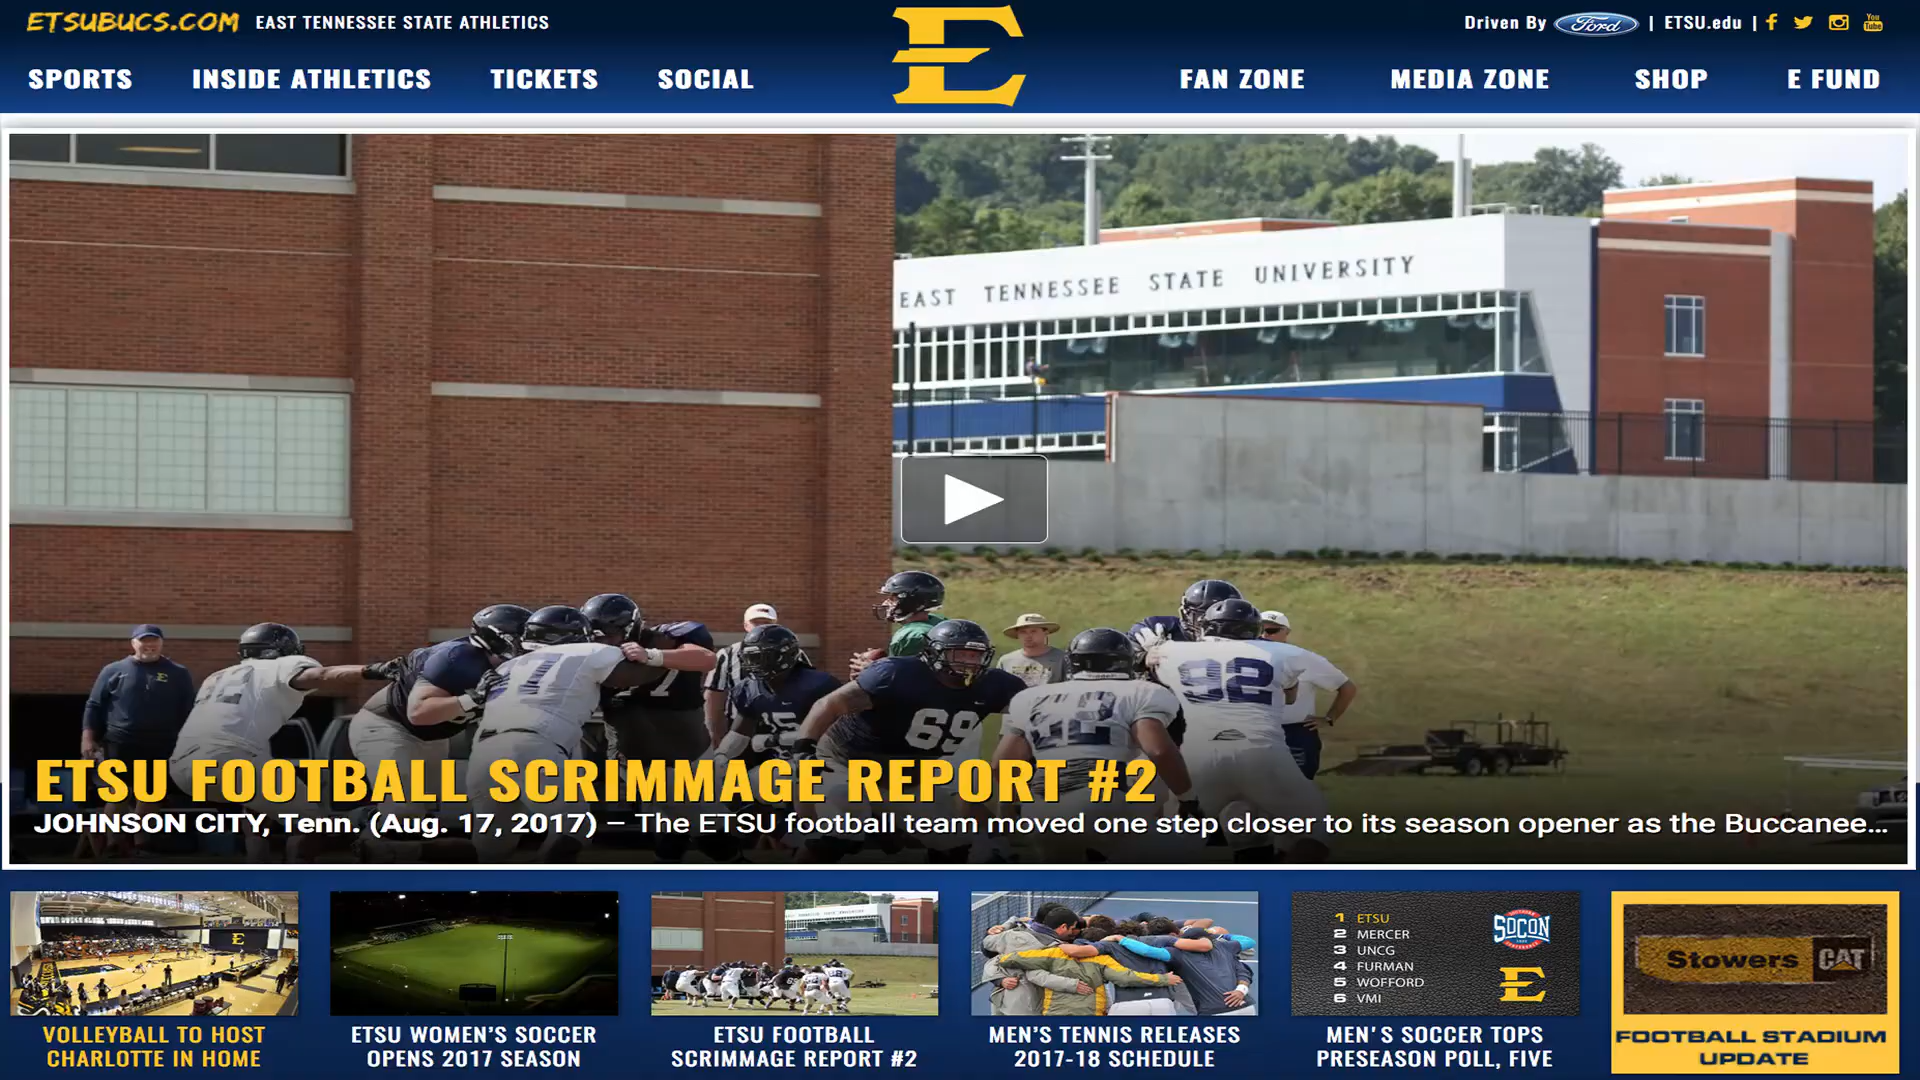 ETSUBUCS.COM EAST TENNESSEE STATE ATHLETICS
E
Driven By Ford | ETSU.edu |
You Tube
SPORTS INSIDE ATHLETICS TICKETS SOCIAL FAN ZONE MEDIA ZONE SHOP E FUND
EAST TENNESSEE STATE UNIVERSITY
E
77
92
69
ETSU FOOTBALL SCRIMMAGE REPORT #2
JOHNSON CITY, Tenn. (Aug. 17, 2017) – The ETSU football team moved one step closer to its season opener as the Buccanee...
E
VOLLEYBALL TO HOST
CHARLOTTE IN HOME
ETSU WOMEN'S SOCCER
OPENS 2017 SEASON
ETSU FOOTBALL
SCRIMMAGE REPORT #2
MEN'S TENNIS RELEASES
2017-18 SCHEDULE
1 ETSU
2 MERCER
3 UNCG
4 FURMAN
5 WOFFORD
6 VMI
SOCON
E
MEN'S SOCCER TOPS
PRESEASON POLL, FIVE
Stowers CAT
FOOTBALL STADIUM
UPDATE